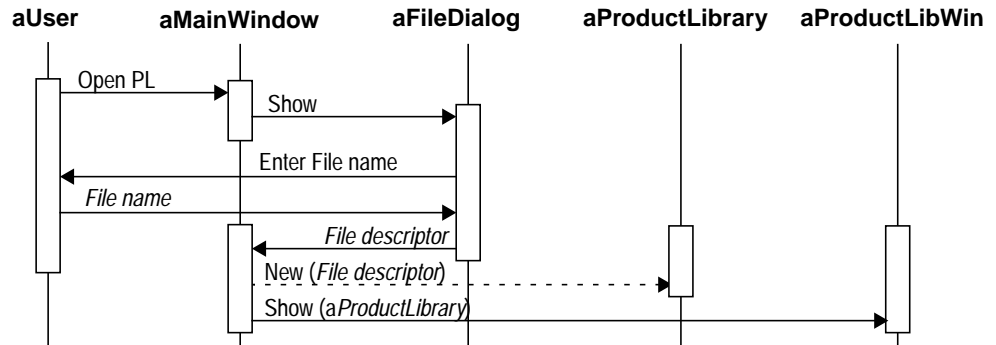 aUser
aMainWindow
aFileDialog
aProductLibrary
aProductLibWin
Open PL
Show
Enter File name
File name
File descriptor
New (File descriptor)
Show (aProductLibrary)